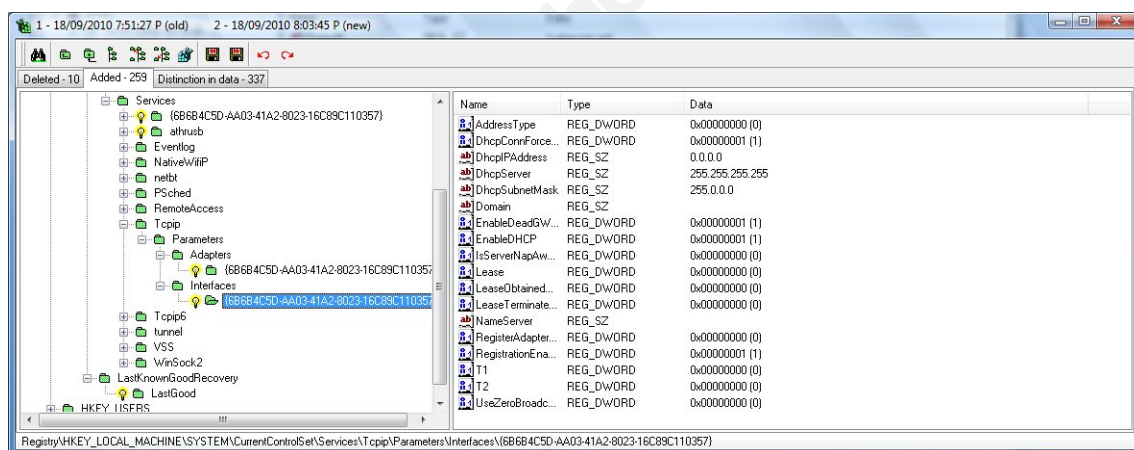 1 - 18/09/2010 7:51:27 P (old) 2 - 18/09/2010 8:03:45 P (new)
Deleted - 10 Added - 259 Distinction in data - 337
Services
{6B6B4C5D-AA03-41A2-8023-16C89C110357}
athrusb
Eventlog
NativeWifiP
netbt
PSched
RemoteAccess
Tcpip
Parameters
Adapters
{6B6B4C5D-AA03-41A2-8023-16C89C110357
Interfaces
{6B6B4C5D-AA03-41A2-8023-16C89C110357
Tcpip6
tunnel
VSS
WinSock2
LastKnownGoodRecovery
LastGood
HKEY_USERS
Name Type Data
AddressType REG_DWORD 0x00000000 (0)
DhcpConnForce... REG_DWORD 0x00000001 (1)
DhcpIPAddress REG_SZ 0.0.0.0
DhcpServer REG_SZ 255.255.255.255
DhcpSubnetMask REG_SZ 255.0.0.0
Domain REG_SZ
EnableDeadGW... REG_DWORD 0x00000001 (1)
EnableDHCP REG_DWORD 0x00000001 (1)
IsServerNapAw... REG_DWORD 0x00000000 (0)
Lease REG_DWORD 0x00000000 (0)
LeaseObtained... REG_DWORD 0x00000000 (0)
LeaseTerminate... REG_DWORD 0x00000000 (0)
NameServer REG_SZ
RegisterAdapter... REG_DWORD 0x00000000 (0)
RegistrationEna... REG_DWORD 0x00000001 (1)
T1 REG_DWORD 0x00000000 (0)
T2 REG_DWORD 0x00000000 (0)
UseZeroBroadc... REG_DWORD 0x00000000 (0)
Registry\HKEY_LOCAL_MACHINE\SYSTEM\CurrentControlSet\Services\Tcpip\Parameters\Interfaces\{6B6B4C5D-AA03-41A2-8023-16C89C110357}